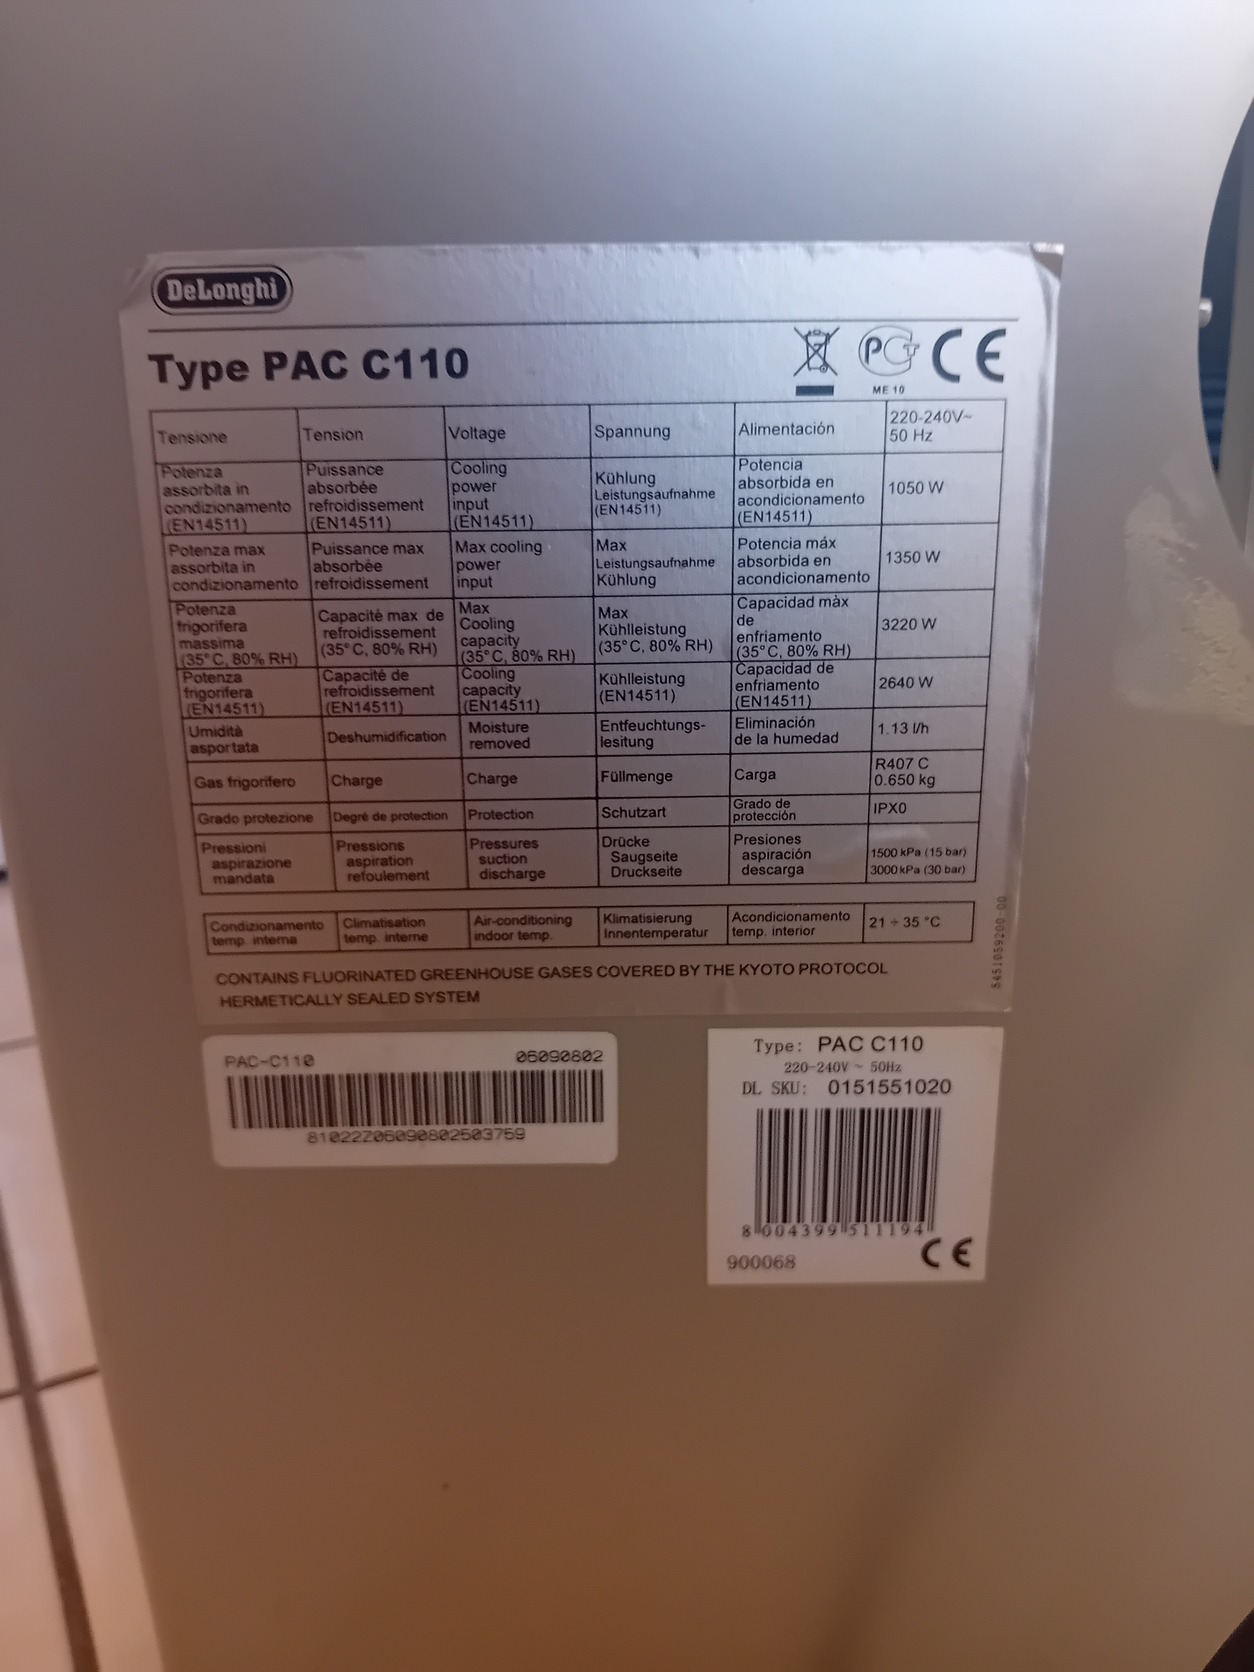 DeLonghi
Type PAC C110
PCT
ME 10
CE
Tensione Tension Voltage Spannung Alimentación 220-240V~ 50 Hz
Potenza assorbita in condizionamento (EN14511) Puissance absorbée refroidissement (EN14511) Cooling power input (EN14511) Kühlung Leistungsaufnahme (EN14511) Potencia absorbida en acondicionamento (EN14511) 1050 W
Potenza max assorbita in condizionamento Puissance max absorbée refroidissement Max cooling power input Max Leistungsaufnahme Kühlung Potencia máx absorbida en acondicionamento 1350 W
Potenza frigorifera massima (35°C, 80% RH) Capacité max de refroidissement (35°C, 80% RH) Max Cooling capacity (35°C, 80% RH) Max Kühlleistung (35°C, 80% RH) Capacidad màx de enfriamento (35°C, 80% RH) 3220 W
Potenza frigorifera (EN14511) Capacité de refroidissement (EN14511) Cooling capacity (EN14511) Kühlleistung (EN14511) Capacidad de enfriamento (EN14511) 2640 W
Umidità asportata Deshumidification Moisture removed Entfeuchtungs-lesitung Eliminación de la humedad 1.13 l/h
Gas frigorifero Charge Charge Füllmenge Carga R407 C 0.650 kg
Grado protezione Degré de protection Protection Schutzart Grado de protección IPX0
Pressioni aspirazione mandata Pressions aspiration refoulement Pressures suction discharge Drücke Saugseite Druckseite Presiones aspiración descarga 1500 kPa (15 bar) 3000 kPa (30 bar)
Condizionamento temp. interna Climatisation temp. interne Air-conditioning indoor temp. Klimatisierung Innentemperatur Acondicionamento temp. interior 21 ÷ 35 °C
CONTAINS FLUORINATED GREENHOUSE GASES COVERED BY THE KYOTO PROTOCOL
HERMETICALLY SEALED SYSTEM
5451059200-00
PAC-C110 06090802
81022Z06090802503759
Type: PAC C110
220-240V ~ 50Hz
DL SKU: 0151551020
8 004399 511194
900068 CE